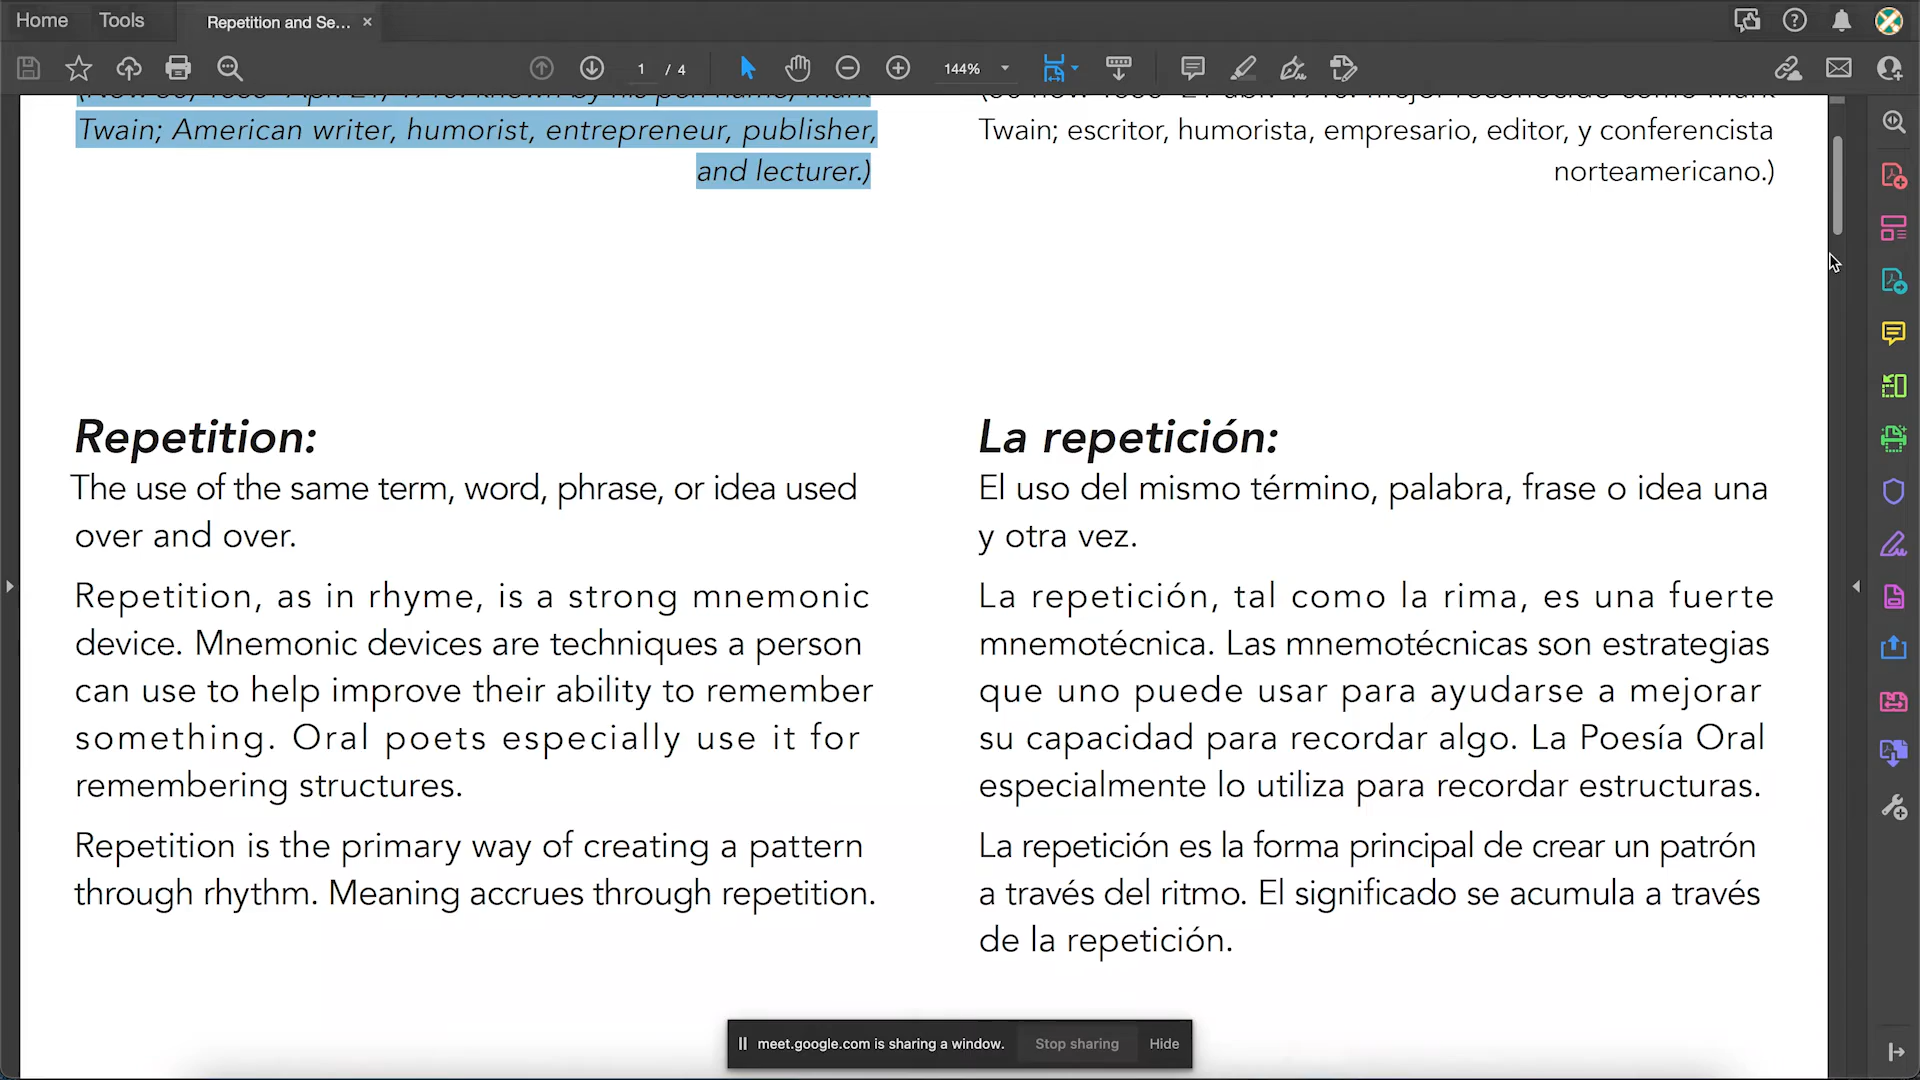 Home Tools Repetition and Se... ×
1 / 4 144%
Twain; American writer, humorist, entrepreneur, publisher,
and lecturer.)
Twain; escritor, humorista, empresario, editor, y conferencista
norteamericano.)
Repetition:
The use of the same term, word, phrase, or idea used
over and over.
Repetition, as in rhyme, is a strong mnemonic
device. Mnemonic devices are techniques a person
can use to help improve their ability to remember
something. Oral poets especially use it for
remembering structures.
Repetition is the primary way of creating a pattern
through rhythm. Meaning accrues through repetition.
La repetición:
El uso del mismo término, palabra, frase o idea una
y otra vez.
La repetición, tal como la rima, es una fuerte
mnemotécnica. Las mnemotécnicas son estrategias
que uno puede usar para ayudarse a mejorar
su capacidad para recordar algo. La Poesía Oral
especialmente lo utiliza para recordar estructuras.
La repetición es la forma principal de crear un patrón
a través del ritmo. El significado se acumula a través
de la repetición.
meet.google.com is sharing a window. Stop sharing Hide